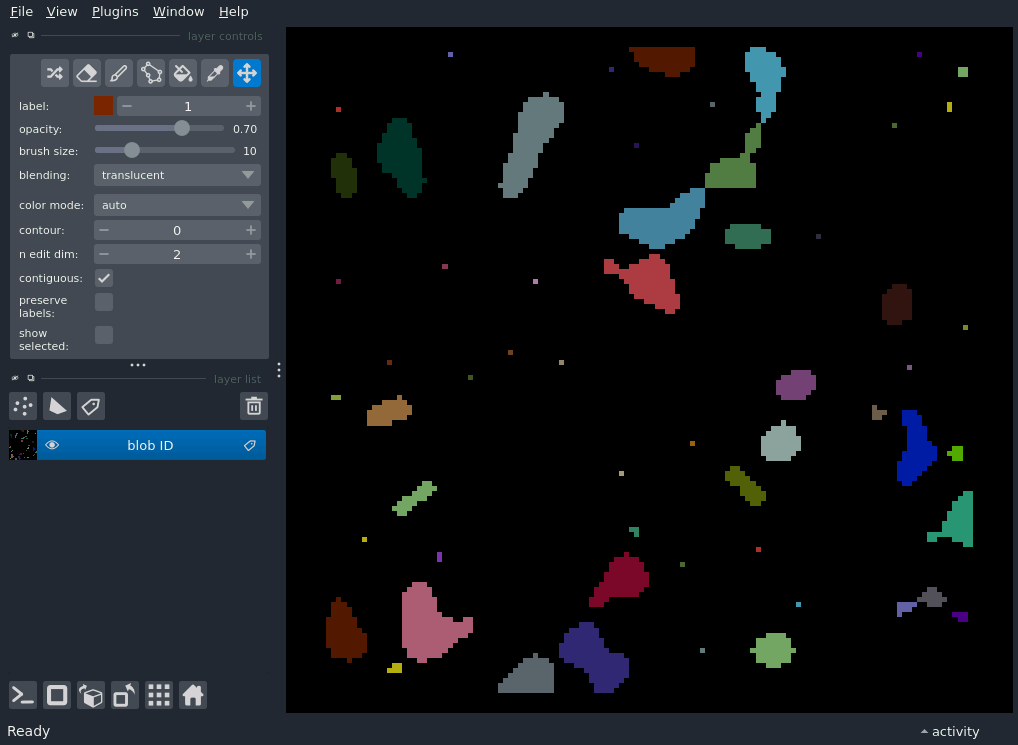 File View Plugins Window Help
layer controls
label: 1
opacity: 0.70
brush size: 10
blending: translucent
color mode: auto
contour: 0
n edit dim: 2
contiguous:
preserve
labels:
show
selected:
layer list
blob ID
Ready
activity